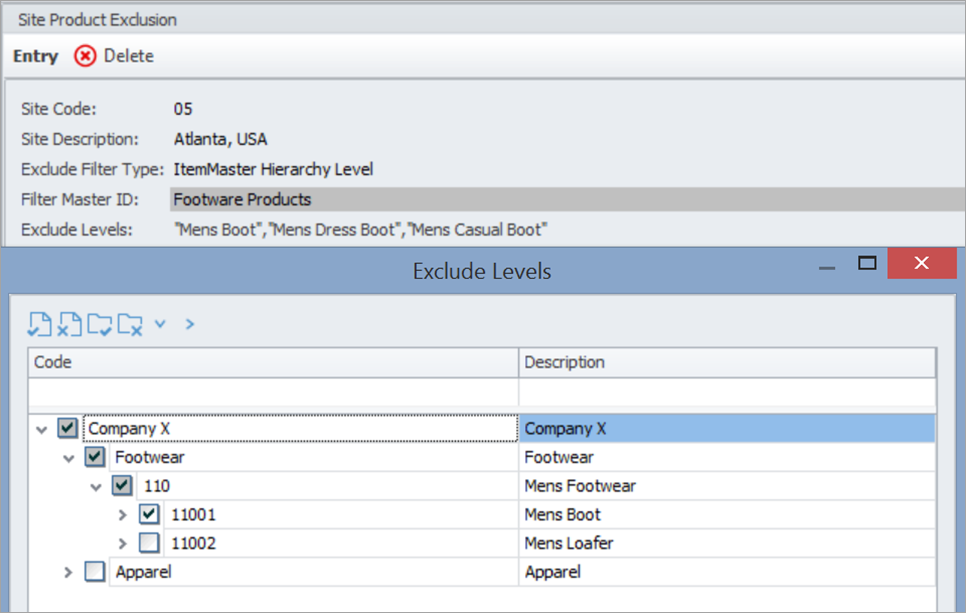 Site Product Exclusion
Entry Delete
Site Code: 05
Site Description: Atlanta, USA
Exclude Filter Type: ItemMaster Hierarchy Level
Filter Master ID: Footware Products
Exclude Levels: "Mens Boot","Mens Dress Boot","Mens Casual Boot"
Exclude Levels
Code Description
Company X Company X
Footwear Footwear
110 Mens Footwear
11001 Mens Boot
11002 Mens Loafer
Apparel Apparel